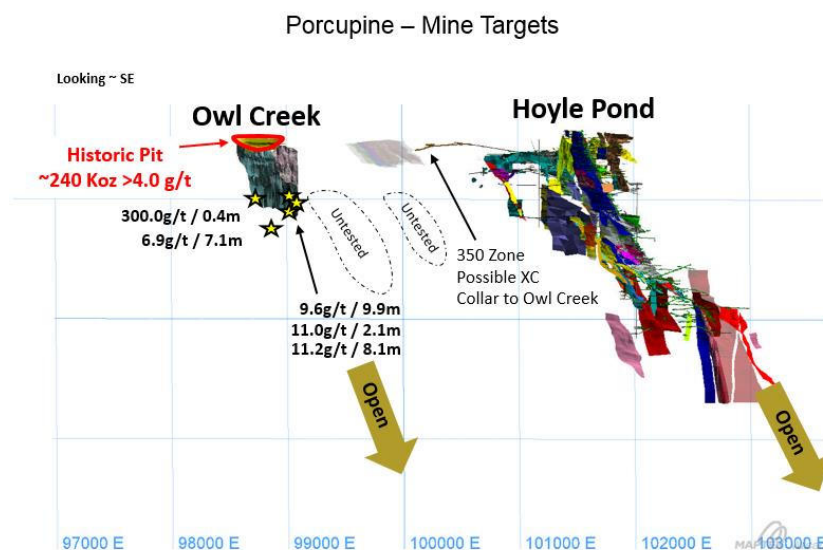 Porcupine – Mine Targets
Looking ~ SE
Owl Creek
Hoyle Pond
Historic Pit
~240 Koz >4.0 g/t
300.0g/t / 0.4m
6.9g/t / 7.1m
Untested
Untested
350 Zone
Possible XC
Collar to Owl Creek
9.6g/t / 9.9m
11.0g/t / 2.1m
11.2g/t / 8.1m
Open
Open
97000 E
98000 E
99000 E
100000 E
101000 E
102000 E
103000 E